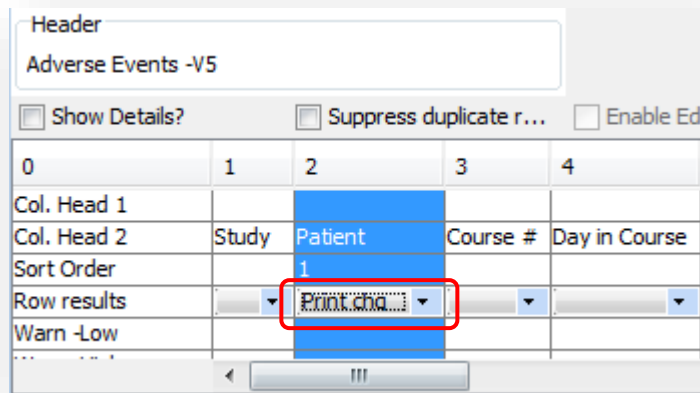 Header
Adverse Events -V5
Show Details? Suppress duplicate r... Enable Ed
0 1 2 3 4
Col. Head 1
Col. Head 2 Study Patient Course # Day in Course
Sort Order 1
Row results Print chg...
Warn -Low